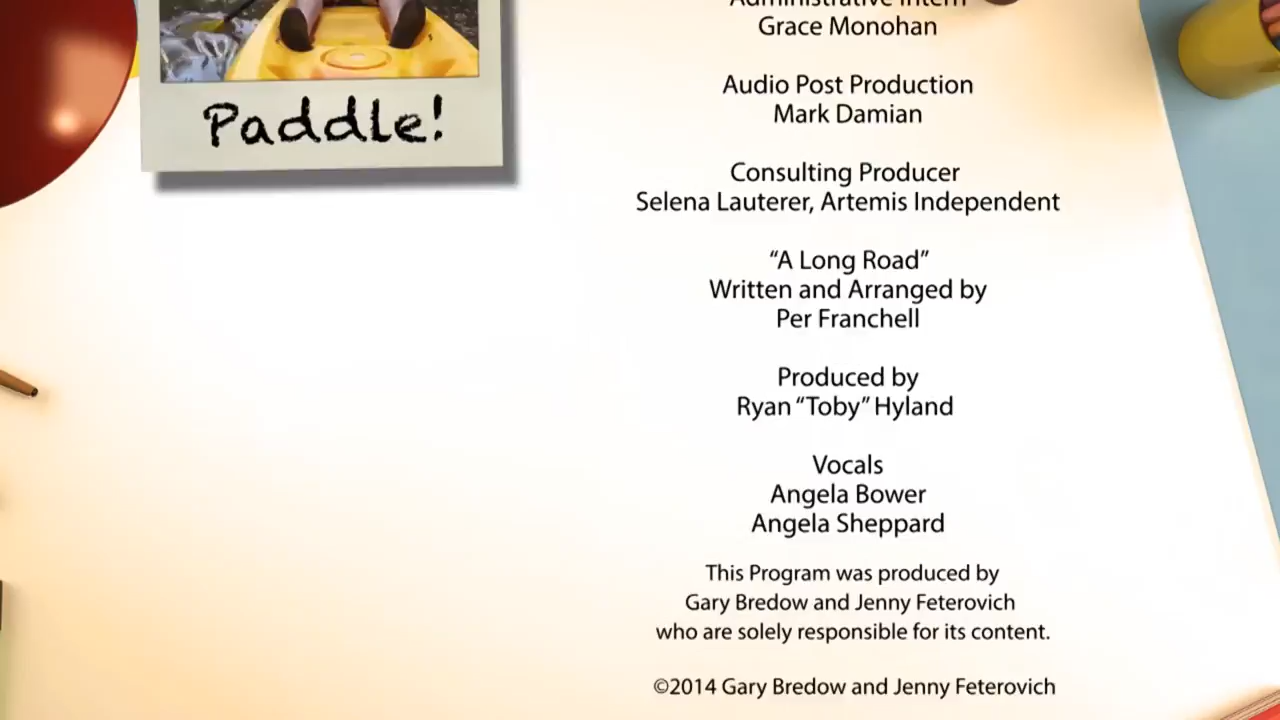 Paddle!
Administrative Intern
Grace Monohan
Audio Post Production
Mark Damian
Consulting Producer
Selena Lauterer, Artemis Independent
“A Long Road”
Written and Arranged by
Per Franchell
Produced by
Ryan “Toby” Hyland
Vocals
Angela Bower
Angela Sheppard
This Program was produced by
Gary Bredow and Jenny Feterovich
who are solely responsible for its content.
©2014 Gary Bredow and Jenny Feterovich